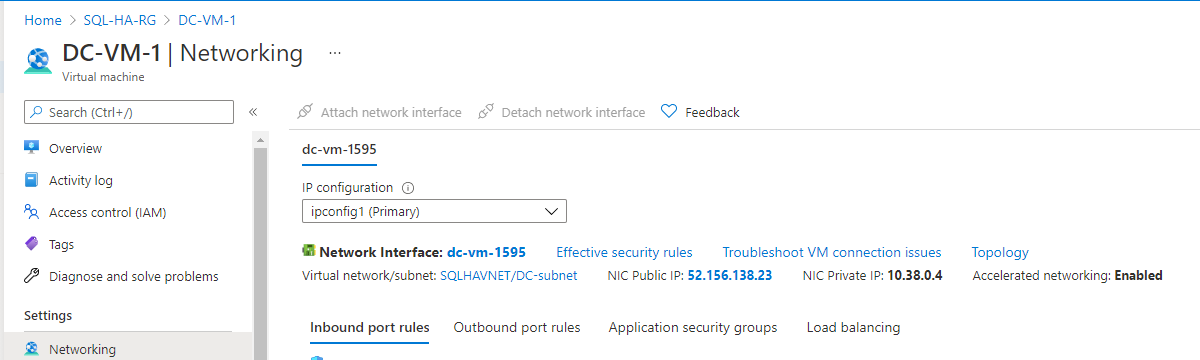 Home > SQL-HA-RG > DC-VM-1
DC-VM-1 | Networking ...
Virtual machine
Search (Ctrl+/) «
Overview
Activity log
Access control (IAM)
Tags
Diagnose and solve problems
Settings
Networking
Attach network interface Detach network interface Feedback
dc-vm-1595
IP configuration
ipconfig1 (Primary)
Network Interface: dc-vm-1595 Effective security rules Troubleshoot VM connection issues Topology
Virtual network/subnet: SQLHAVNET/DC-subnet NIC Public IP: 52.156.138.23 NIC Private IP: 10.38.0.4 Accelerated networking: Enabled
Inbound port rules Outbound port rules Application security groups Load balancing